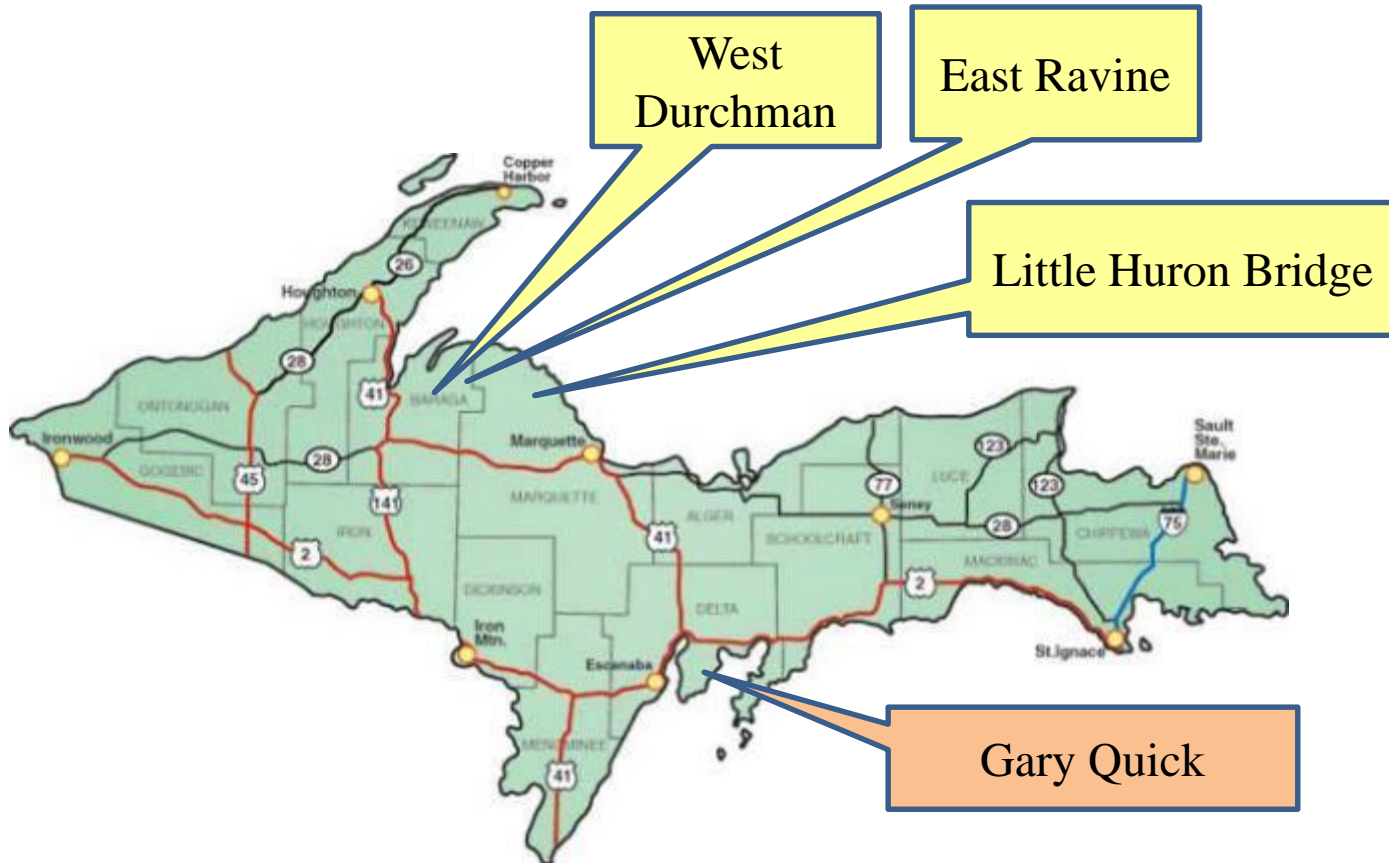 West
Durchman
East Ravine
Copper
Harbor
KEWEENAW
26
Little Huron Bridge
Houghton
HOUGHTON
28
41
BARAGA
ONTONAGON
Ironwood
Marquette
Sault
Ste.
Marie
123
28
GOGEBIC
45
77
LUCE
123
141
MARQUETTE
Seney
ALGER
28
75
IRON
41
SCHOOLCRAFT
CHIPPEWA
2
MACKINAC
2
DICKINSON
DELTA
Iron
Mtn.
St.Ignace
Escanaba
MENOMINEE
Gary Quick
41